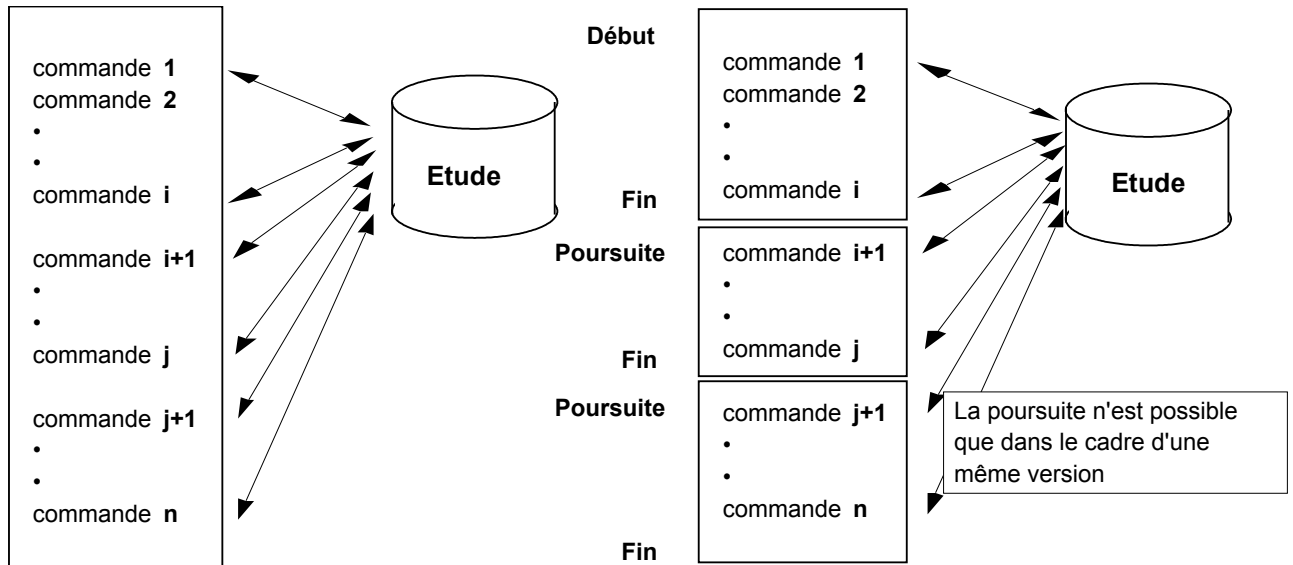 commande 1
commande 2
•
•
commande i
commande i+1
•
•
commande j
commande j+1
•
•
commande n
Etude
Début
commande 1
commande 2
•
•
commande i
Fin
Poursuite
commande i+1
•
•
commande j
Fin
Poursuite
commande j+1
•
•
commande n
Fin
Etude
La poursuite n'est possible
que dans le cadre d'une
même version